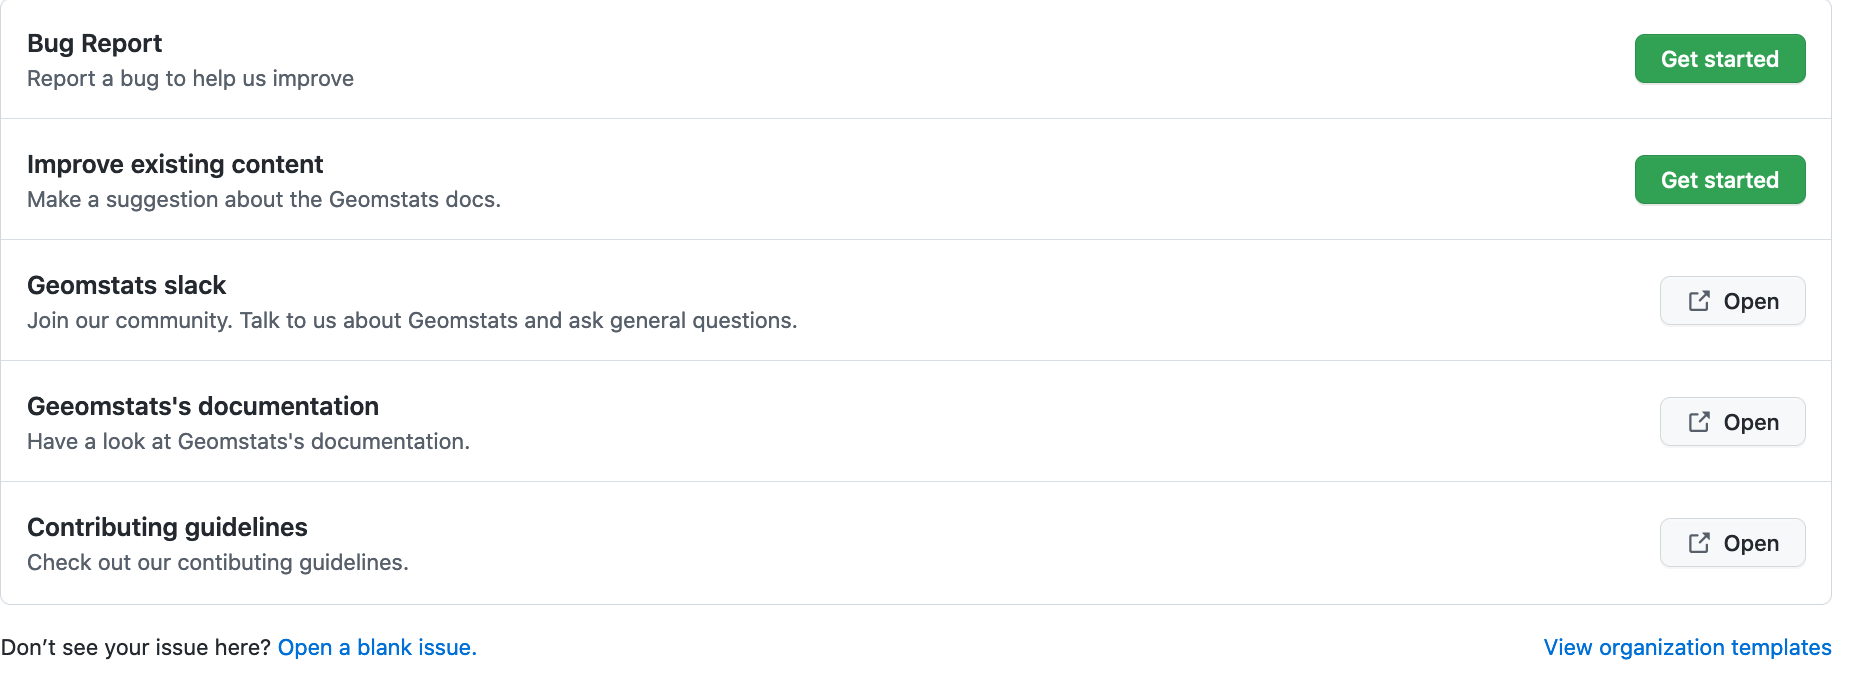 Bug Report
Report a bug to help us improve
Get started
Improve existing content
Make a suggestion about the Geomstats docs.
Get started
Geomstats slack
Join our community. Talk to us about Geomstats and ask general questions.
Open
Geeomstats's documentation
Have a look at Geomstats's documentation.
Open
Contributing guidelines
Check out our contibuting guidelines.
Open
Don’t see your issue here? Open a blank issue.
View organization templates